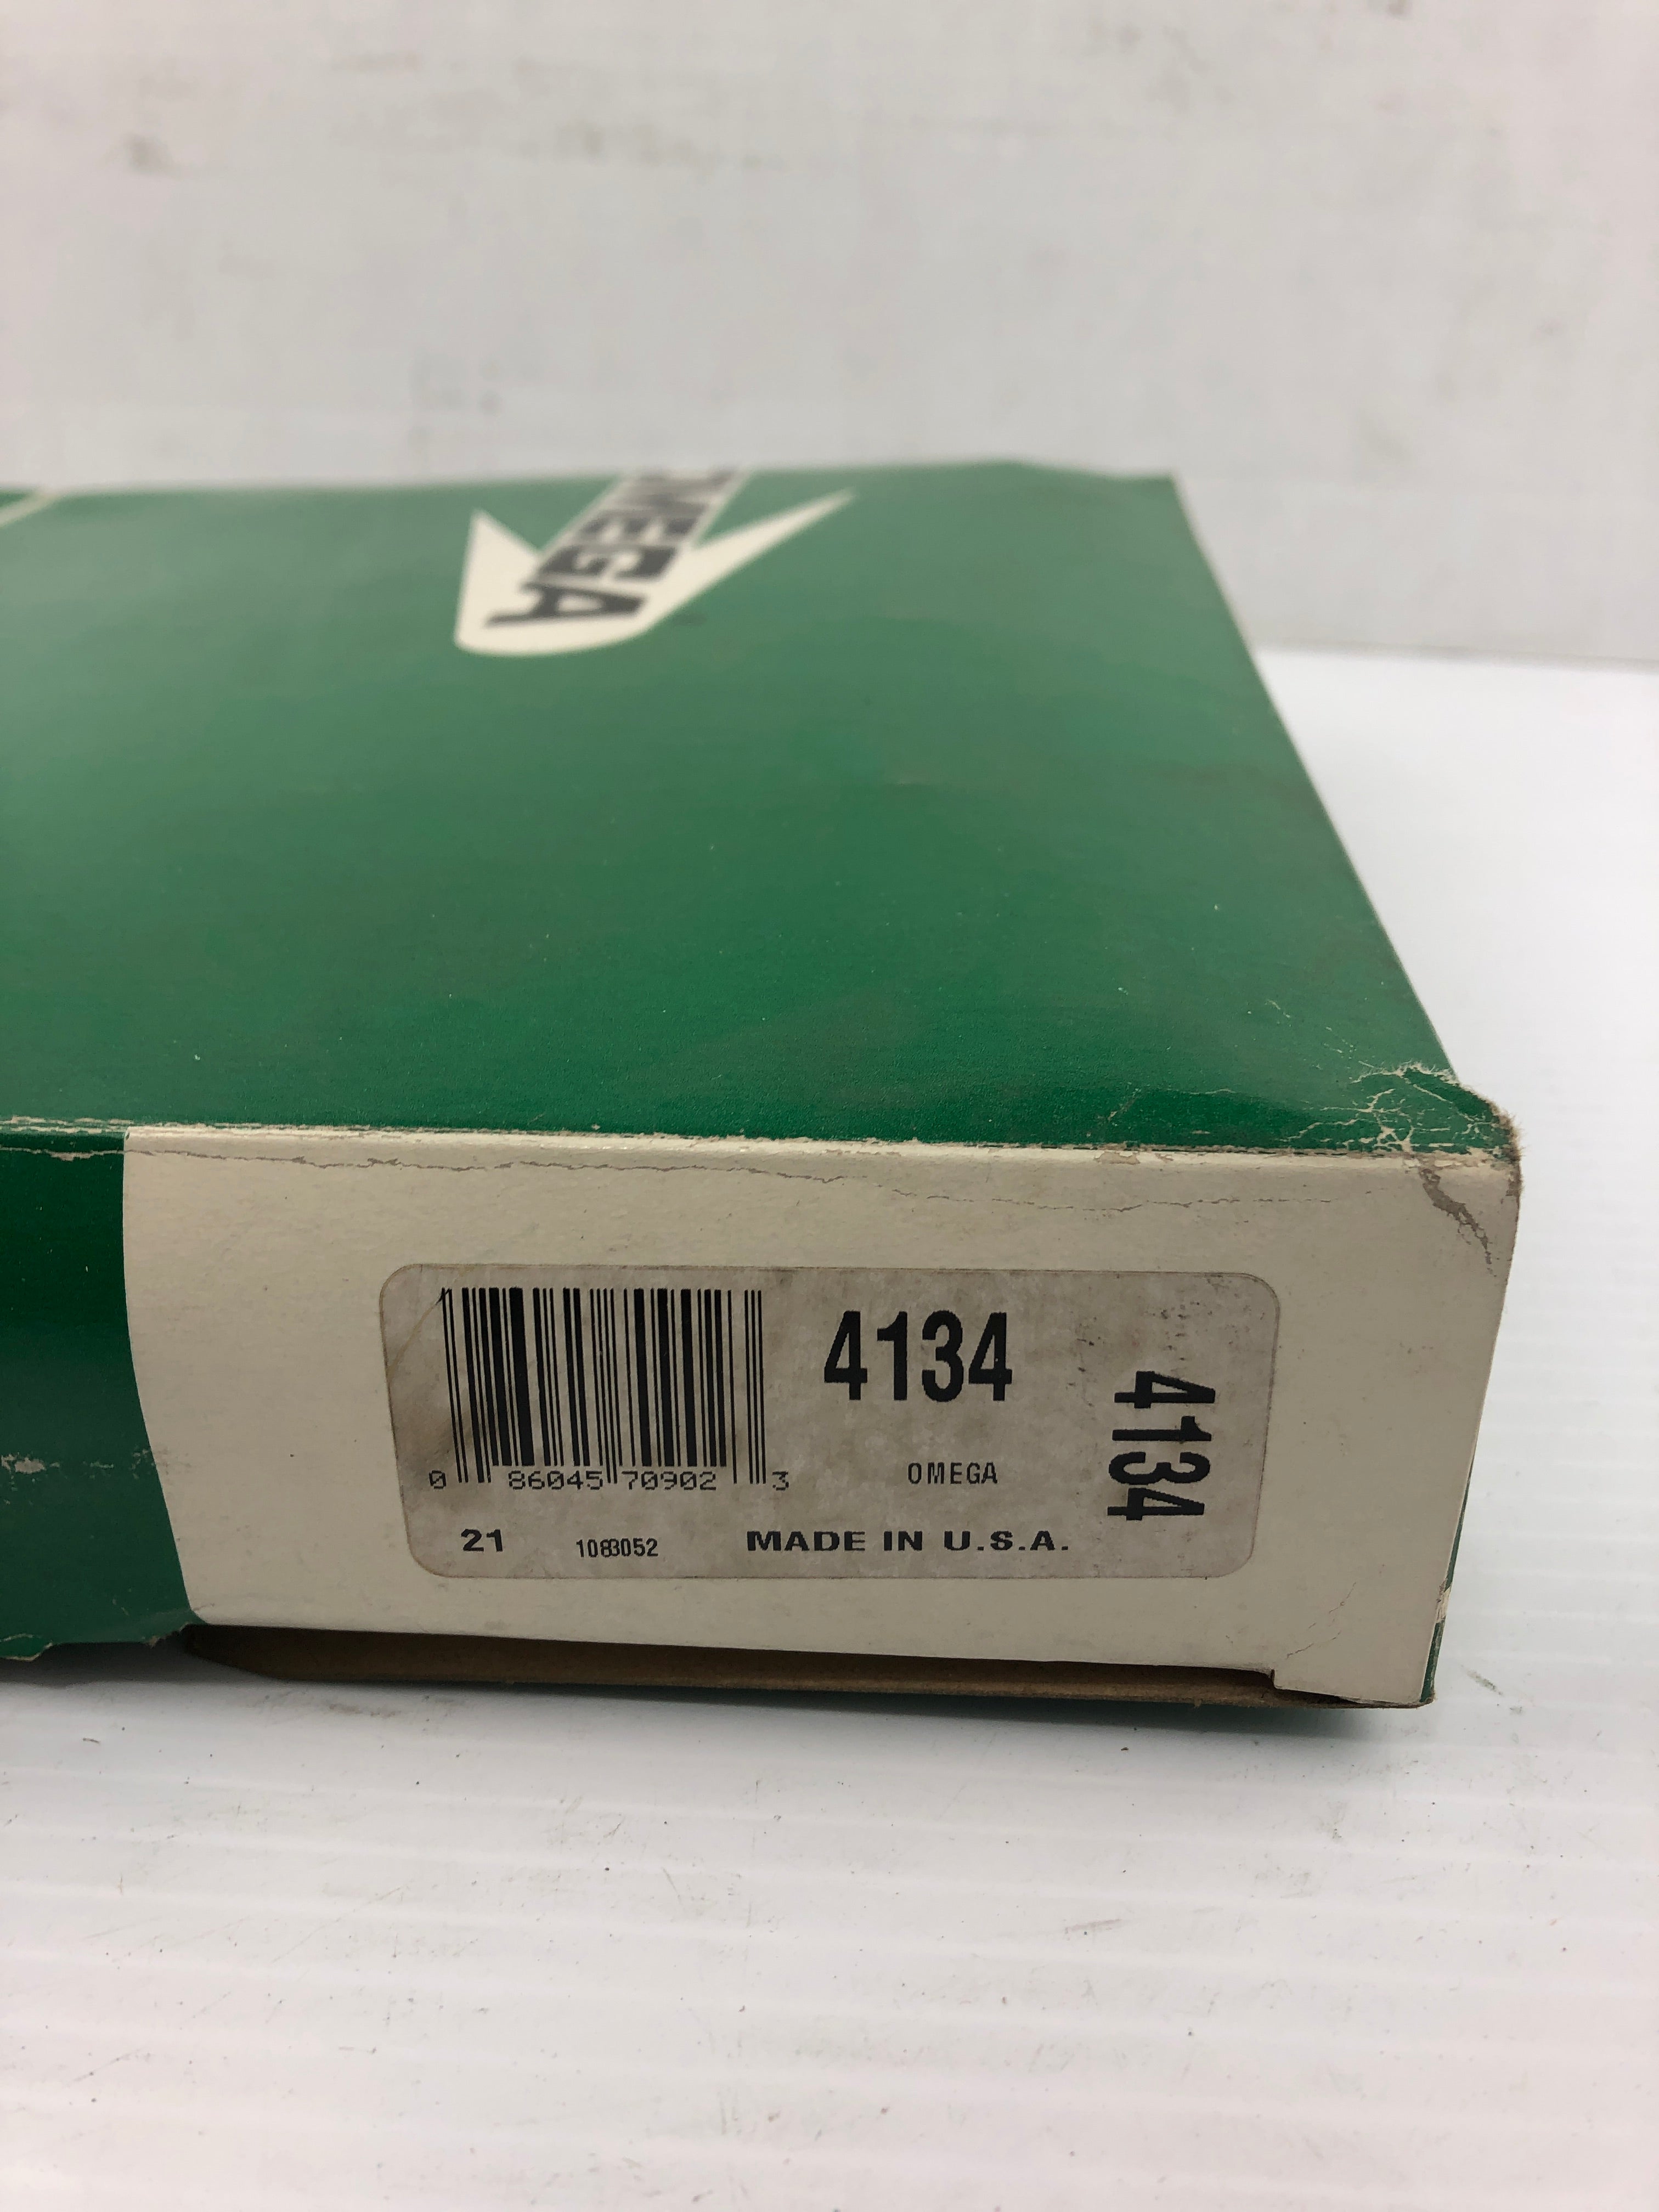 OMEGA
4134
4134
0 86045 70902 3
OMEGA
21 1083052 MADE IN U.S.A.